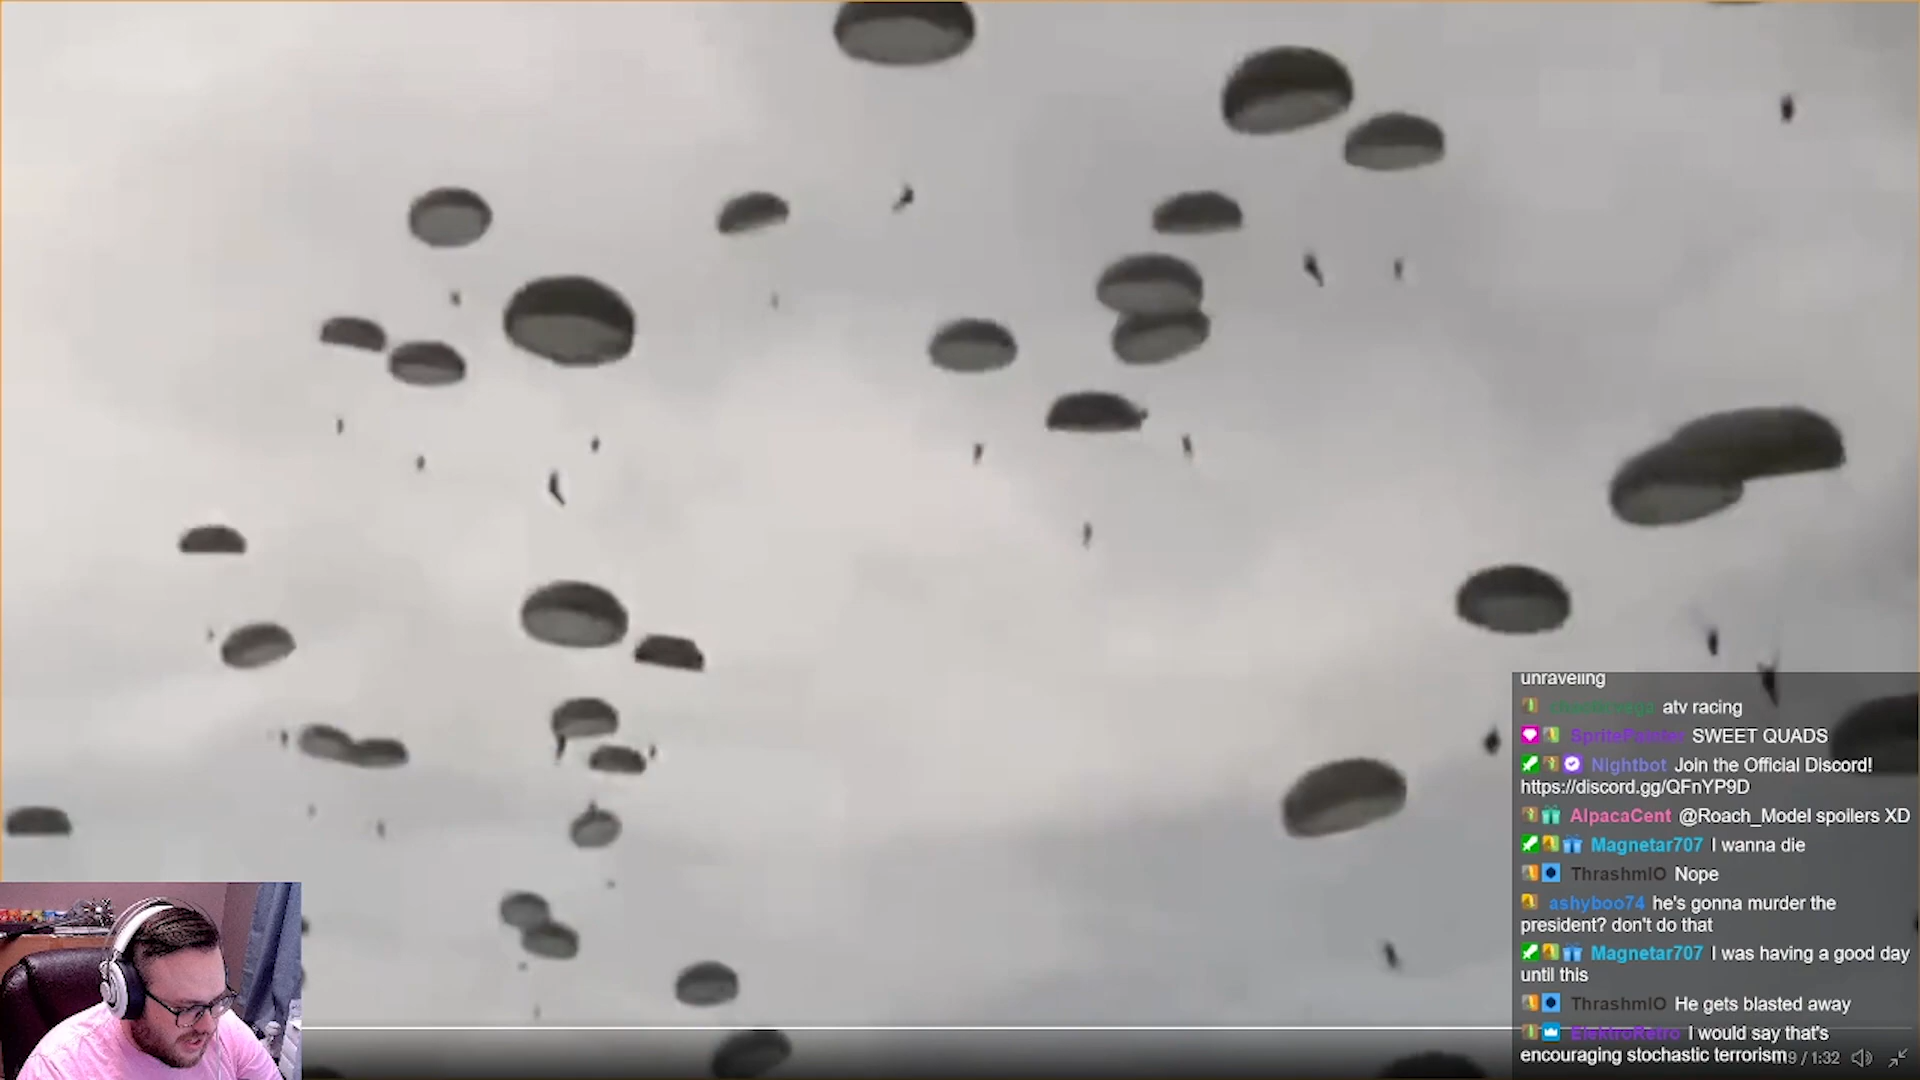 unraveling
atv racing
SpritePainter SWEET QUADS
Nightbot Join the Official Discord!
https://discord.gg/QFnYP9D
AlpacaCent @Roach_Model spoilers XD
Magnetar707 I wanna die
ThrashmIO Nope
ashyboo74 he's gonna murder the
president? don't do that
Magnetar707 I was having a good day
until this
ThrashmIO He gets blasted away
ElektroRetro I would say that's
encouraging stochastic terrorism
/ 1:32